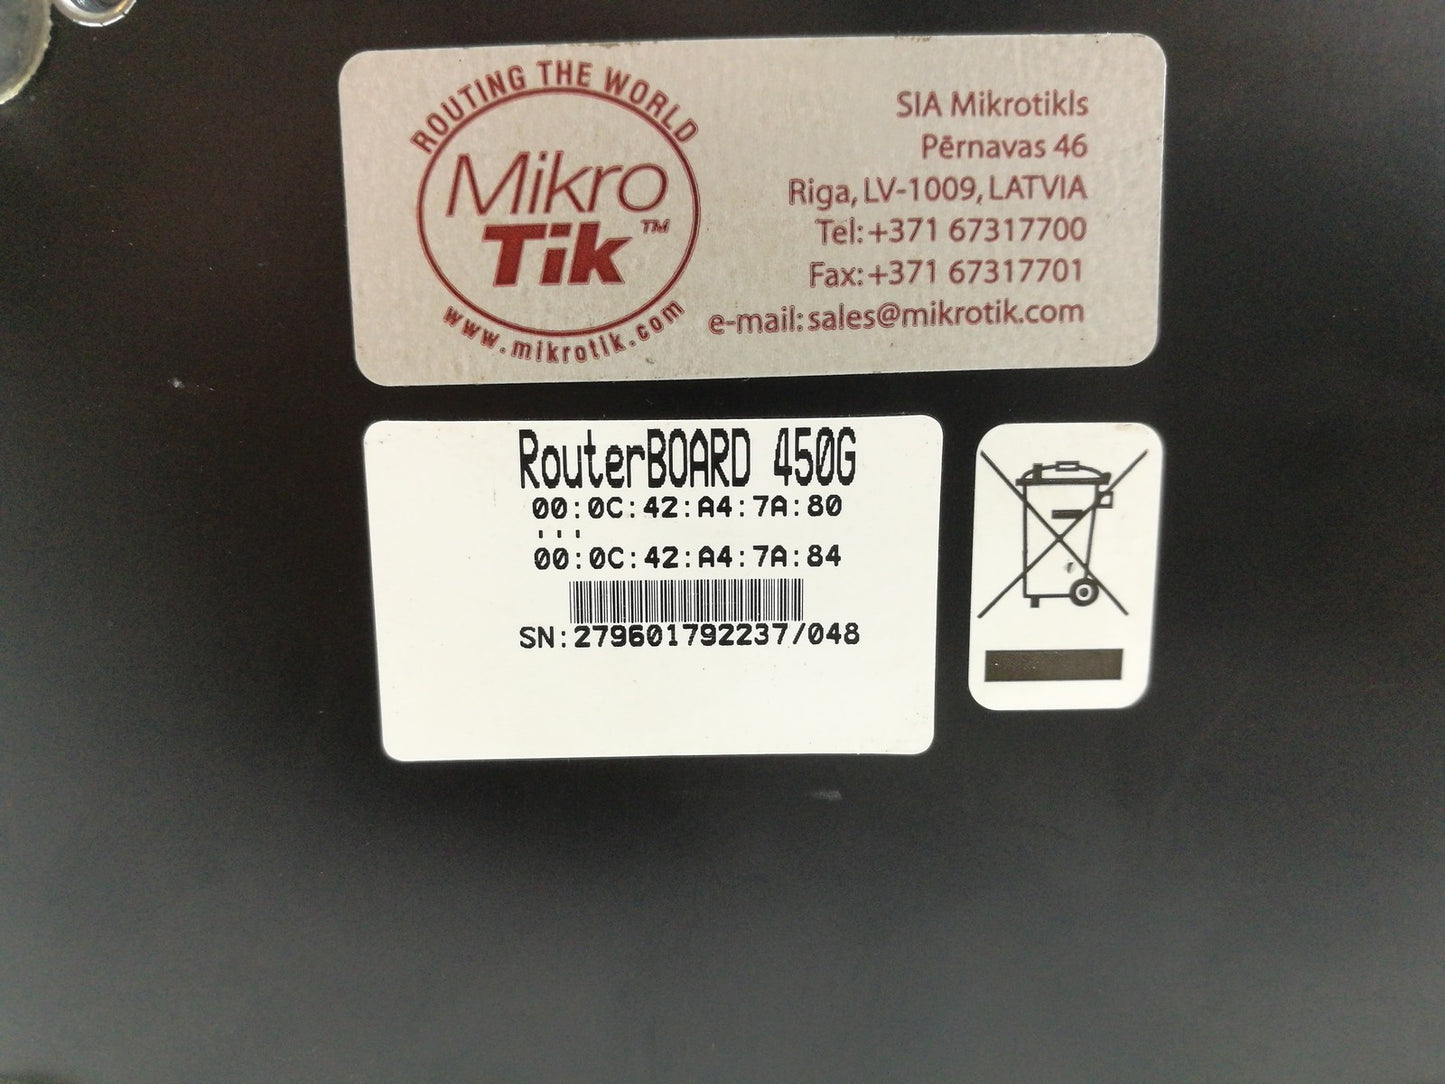 ROUTING THE WORLD
Mikro
Tik™
www.mikrotik.com
SIA Mikrotikls
Pērnavas 46
Riga, LV-1009, LATVIA
Tel: +371 67317700
Fax: +371 67317701
e-mail: sales@mikrotik.com
RouterBOARD 450G
00:0C:42:A4:7A:80
...
00:0C:42:A4:7A:84
SN:279601792237/048